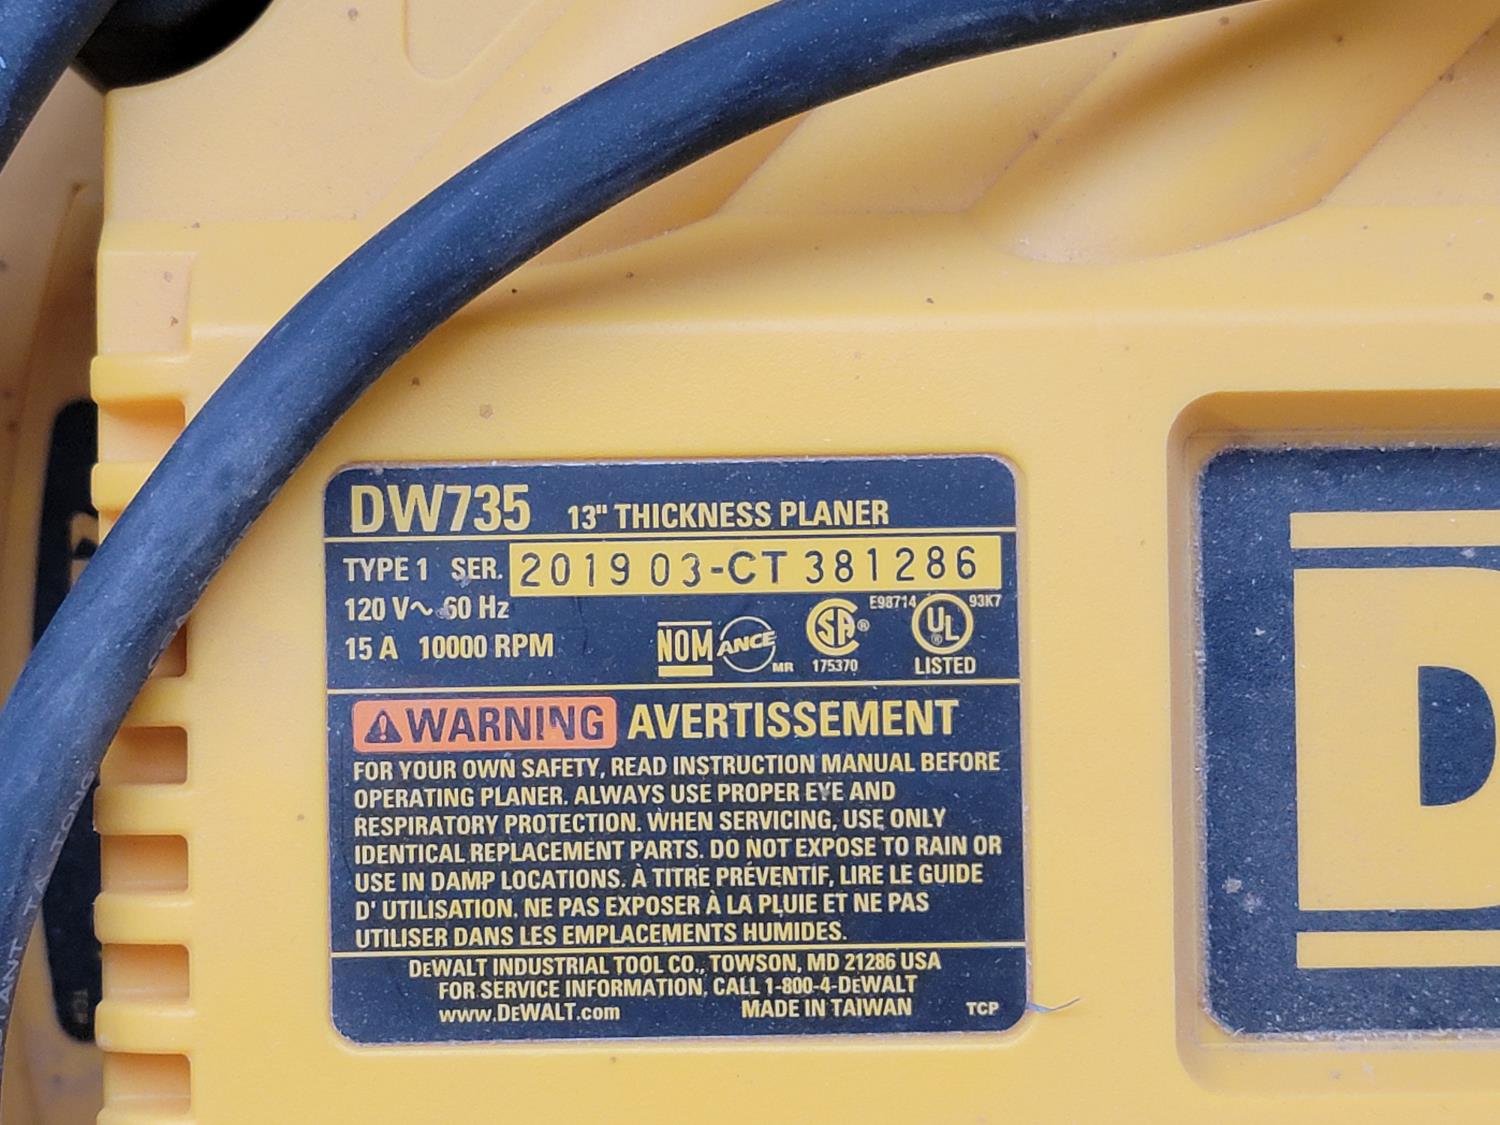 DW735 13" THICKNESS PLANER
TYPE 1 SER. 2019 03-CT 381286
120 V~ 60 Hz
15 A 10000 RPM
NOM ANCE MR
SA® 175370
E98714 UL® 93K7 LISTED
WARNING AVERTISSEMENT
FOR YOUR OWN SAFETY, READ INSTRUCTION MANUAL BEFORE
OPERATING PLANER. ALWAYS USE PROPER EYE AND
RESPIRATORY PROTECTION. WHEN SERVICING, USE ONLY
IDENTICAL REPLACEMENT PARTS. DO NOT EXPOSE TO RAIN OR
USE IN DAMP LOCATIONS. À TITRE PRÉVENTIF, LIRE LE GUIDE
D' UTILISATION. NE PAS EXPOSER À LA PLUIE ET NE PAS
UTILISER DANS LES EMPLACEMENTS HUMIDES.
DEWALT INDUSTRIAL TOOL CO., TOWSON, MD 21286 USA
FOR SERVICE INFORMATION, CALL 1-800-4-DEWALT
www.DEWALT.com MADE IN TAIWAN TCP
D